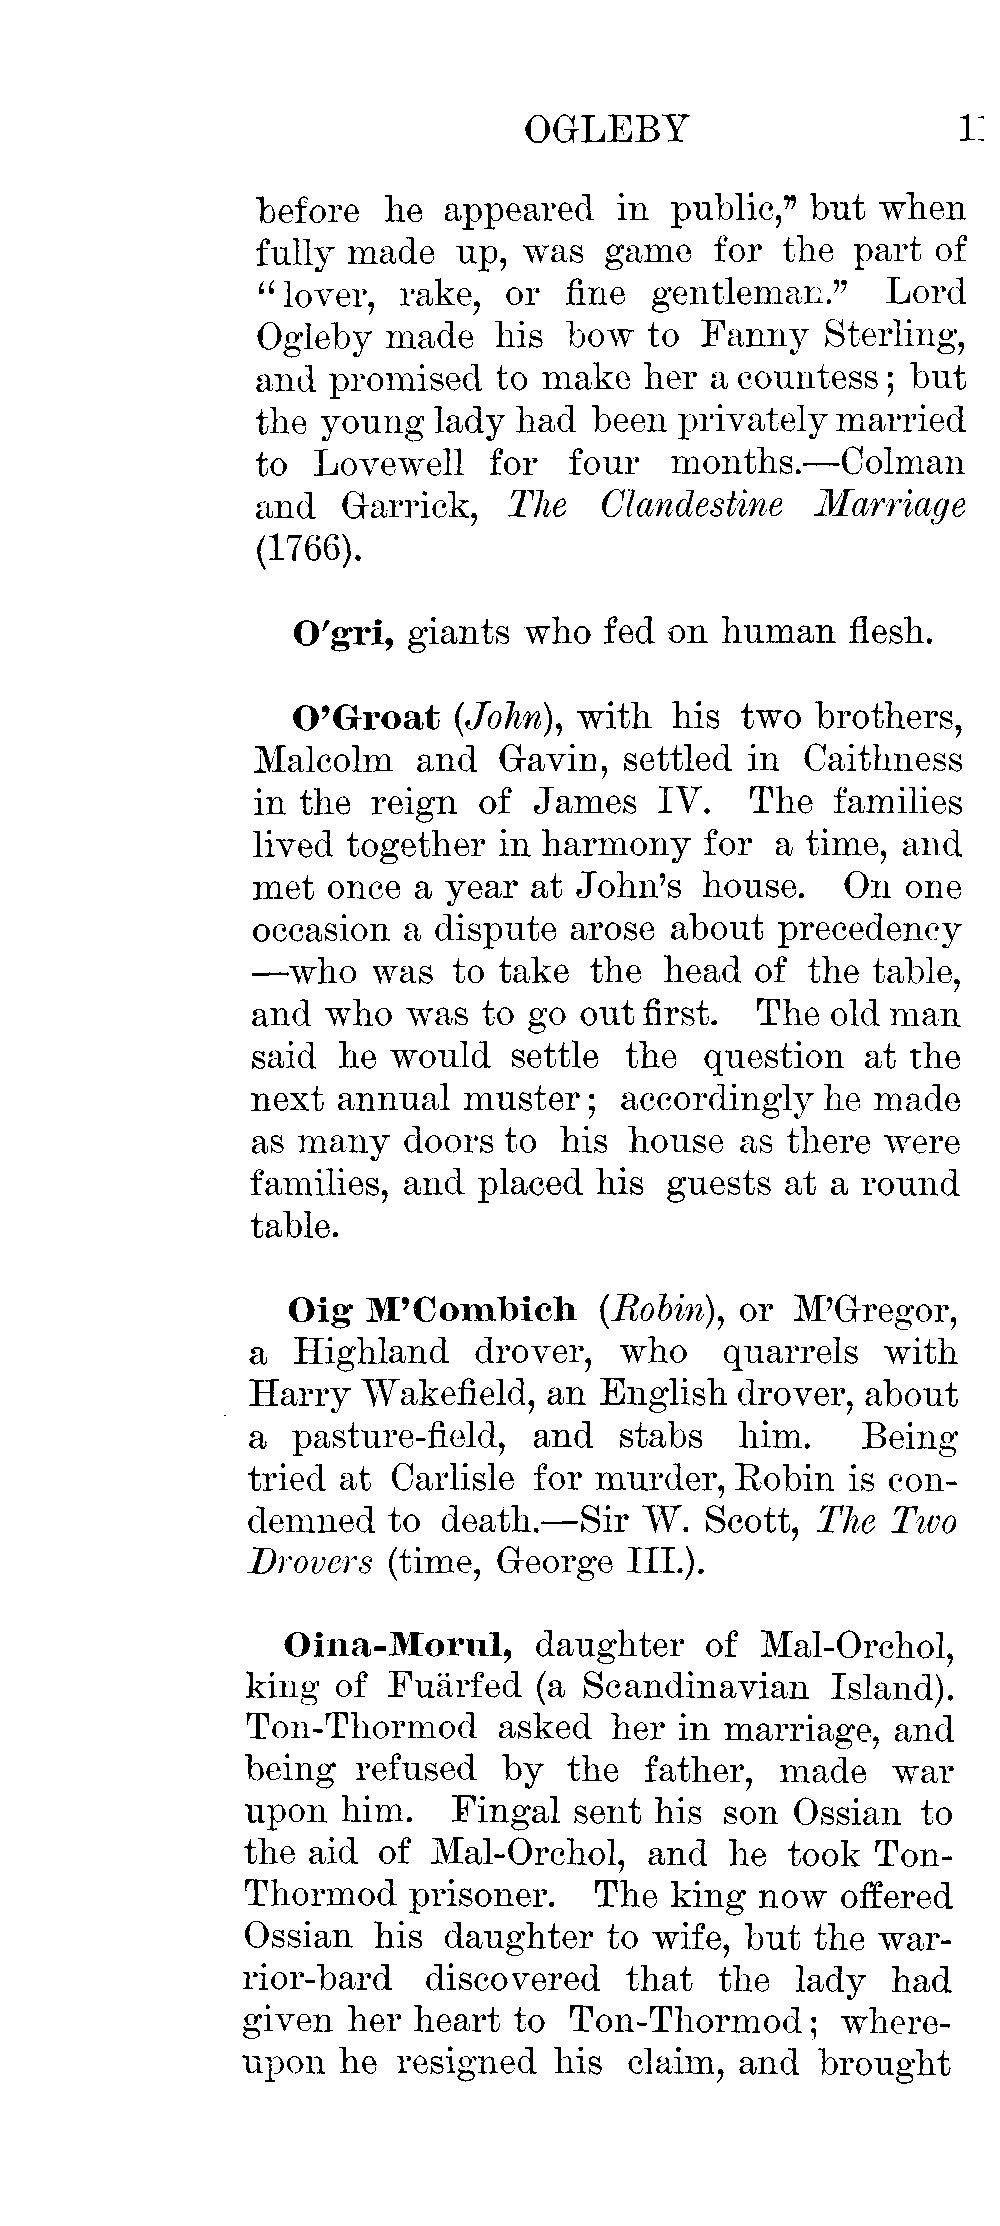 OGLEBY
before he appeared in public,” but when
fully made up, was game for the part of
“lover, rake, or fine gentleman.” Lord
Ogleby made his bow to Fanny Sterling,
and promised to make her a countess; but
the young lady had been privately married
to Lovewell for four months.—Colman
and Garrick, The Clandestine Marriage
(1766).
O′gri, giants who fed on human flesh.
O’Groat (John), with his two brothers,
Malcolm and Gavin, settled in Caithness
in the reign of James IV. The families
lived together in harmony for a time, and
met once a year at John’s house. On one
occasion a dispute arose about precedency
—who was to take the head of the table,
and who was to go out first. The old man
said he would settle the question at the
next annual muster; accordingly he made
as many doors to his house as there were
families, and placed his guests at a round
table.
Oig M’Combich (Robin), or M’Gregor,
a Highland drover, who quarrels with
Harry Wakefield, an English drover, about
a pasture-field, and stabs him. Being
tried at Carlisle for murder, Robin is con-
demned to death.—Sir W. Scott, The Two
Drovers (time, George III.).
Oina-Morul, daughter of Mal-Orchol,
king of Fuärfed (a Scandinavian Island).
Ton-Thormod asked her in marriage, and
being refused by the father, made war
upon him. Fingal sent his son Ossian to
the aid of Mal-Orchol, and he took Ton-
Thormod prisoner. The king now offered
Ossian his daughter to wife, but the war-
rior-bard discovered that the lady had
given her heart to Ton-Thormod; where-
upon he resigned his claim, and brought